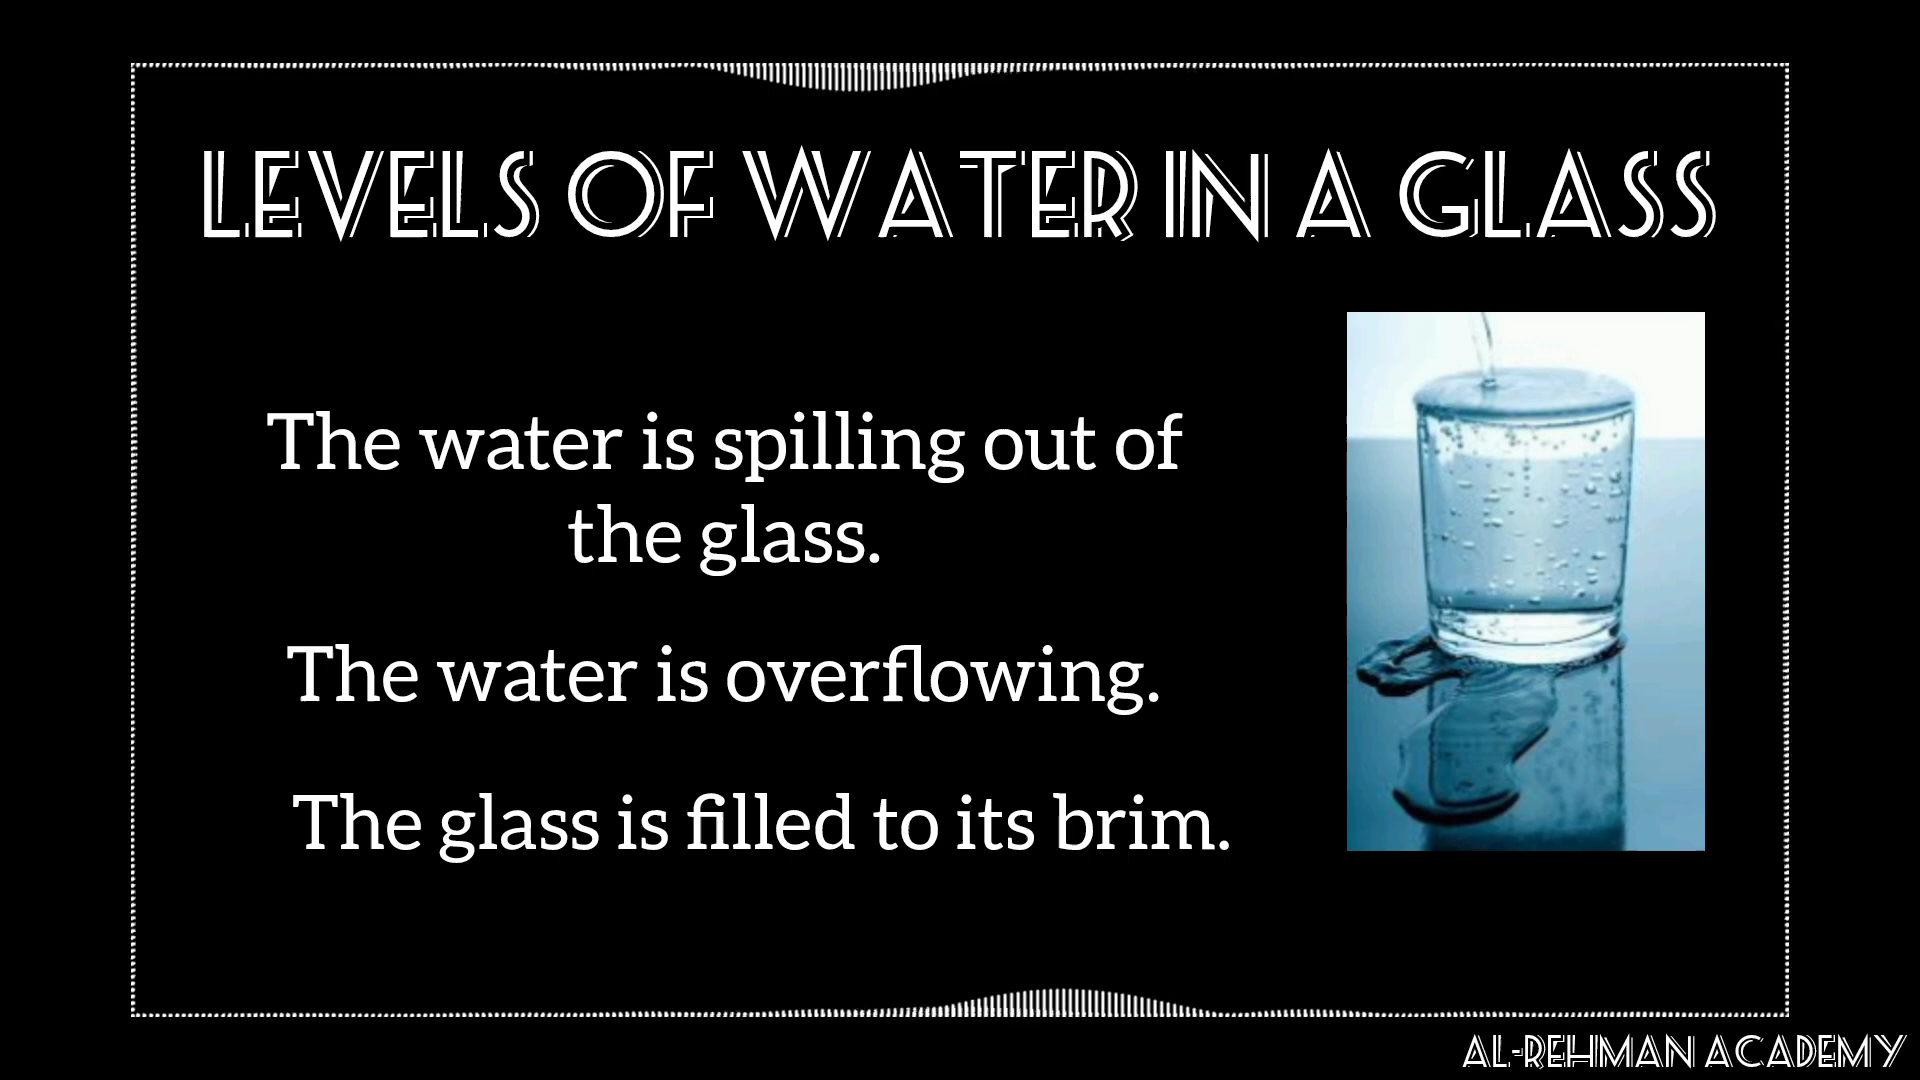 LEVELS OF WATER IN A GLASS
The water is spilling out of
the glass.
The water is overflowing.
The glass is filled to its brim.
AL-REHMAN ACADEMY